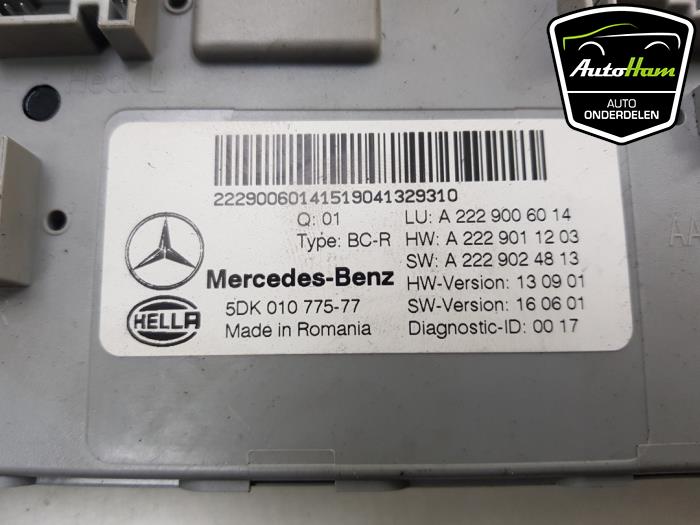 Heck L
AUTOHAM
AUTO
ONDERDELEN
22290060141519041329310
Q: 01
LU: A 222 900 60 14
Type: BC-R
HW: A 222 901 12 03
SW: A 222 902 48 13
Mercedes-Benz
HW-Version: 13 09 01
HELLA
5DK 010 775-77
SW-Version: 16 06 01
Made in Romania
Diagnostic-ID: 00 17